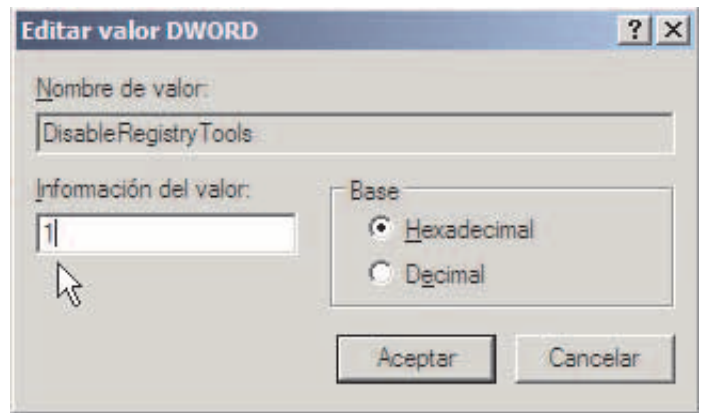 Editar valor DWORD
Nombre de valor:
DisableRegistryTools
Información del valor:
1
Base
Hexadecimal
Decimal
Aceptar
Cancelar